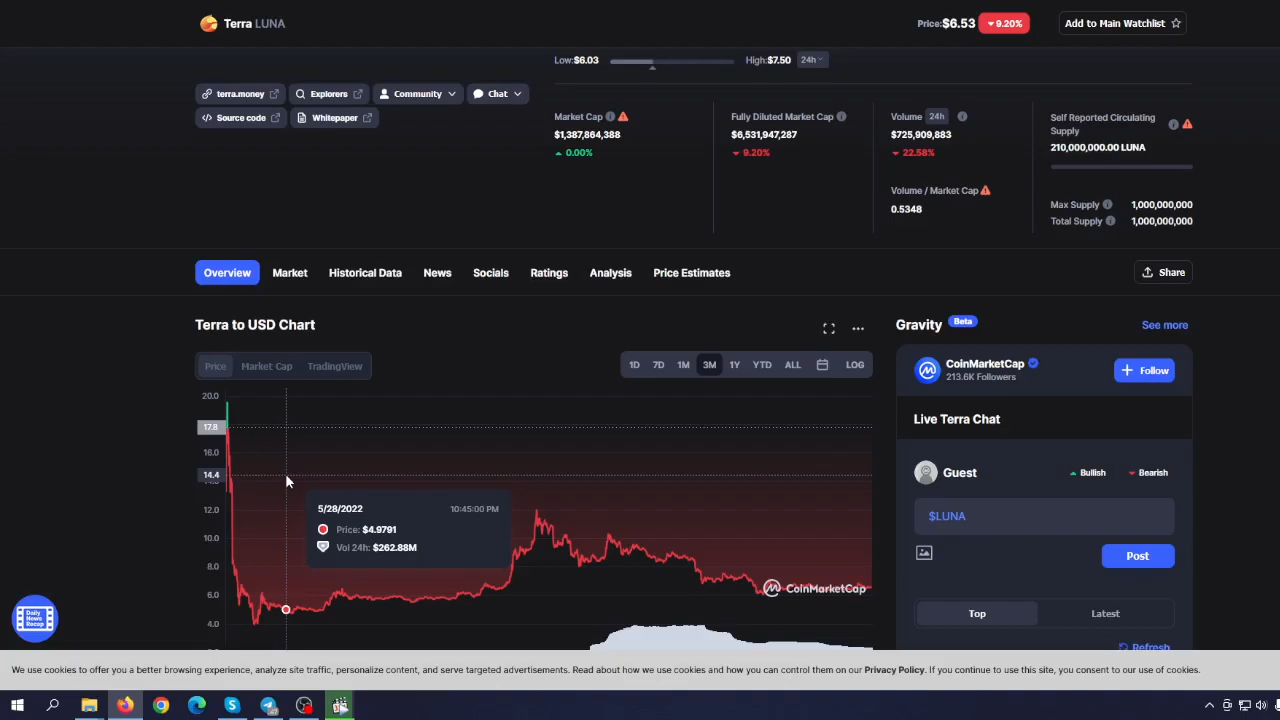 Terra LUNA
Price:$6.53 9.20%
Add to Main Watchlist
Low:$6.03 High:$7.50 24h
terra.money Explorers Community Chat
Source code Whitepaper
Market Cap
$1,387,864,388
0.00%
Fully Diluted Market Cap
$6,531,947,287
9.20%
Volume 24h
$725,909,883
22.58%
Volume / Market Cap
0.5348
Self Reported Circulating
Supply
210,000,000.00 LUNA
Max Supply 1,000,000,000
Total Supply 1,000,000,000
Overview Market Historical Data News Socials Ratings Analysis Price Estimates
Share
Terra to USD Chart
Price Market Cap TradingView
1D 7D 1M 3M 1Y YTD ALL LOG
20.0
17.8
16.0
14.4
12.0
10.0
8.0
6.0
4.0
5/28/2022 10:45:00 PM
Price: $4.9791
Vol 24h: $262.88M
CoinMarketCap
Gravity Beta
See more
CoinMarketCap
213.6K Followers
Follow
Live Terra Chat
Guest
Bullish Bearish
$LUNA
Post
Top Latest
Refresh
Daily
News
Recap
We use cookies to offer you a better browsing experience, analyze site traffic, personalize content, and serve targeted advertisements. Read about how we use cookies and how you can control them on our Privacy Policy. If you continue to use this site, you consent to our use of cookies.